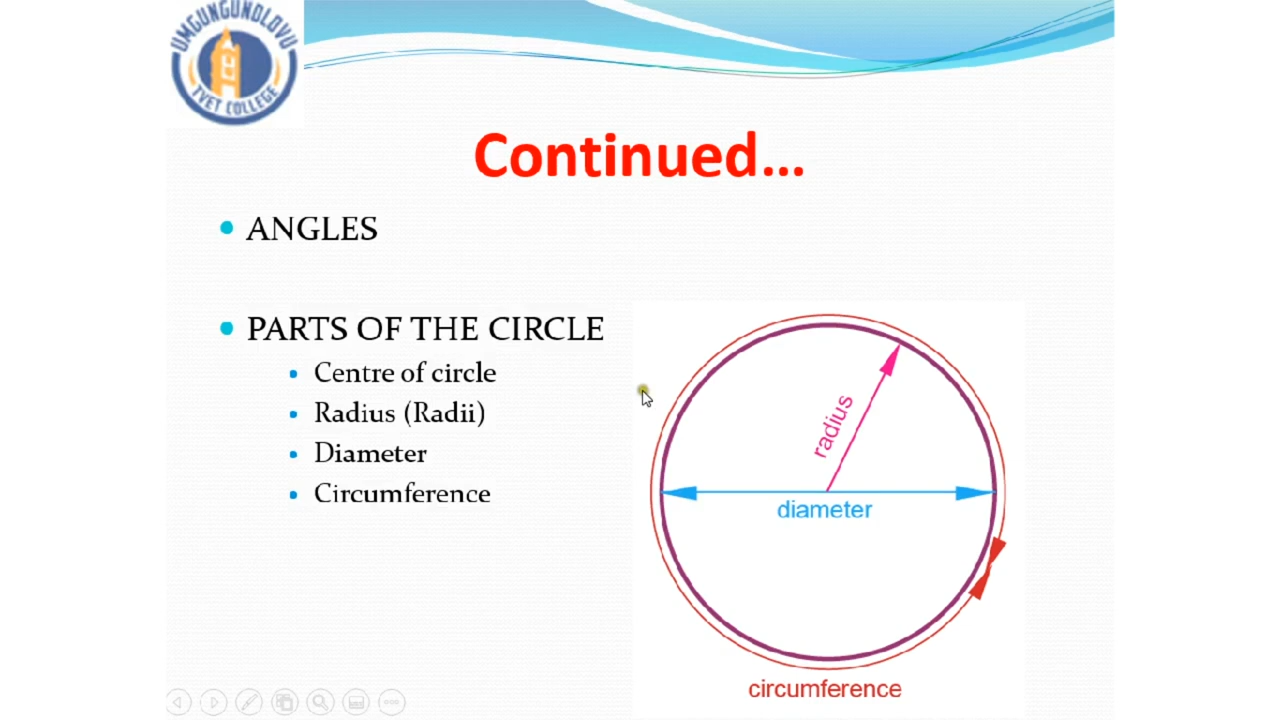 UMGUNGUNDLOVU
TVET COLLEGE
Continued...
ANGLES
PARTS OF THE CIRCLE
Centre of circle
Radius (Radii)
Diameter
Circumference
radius
diameter
circumference